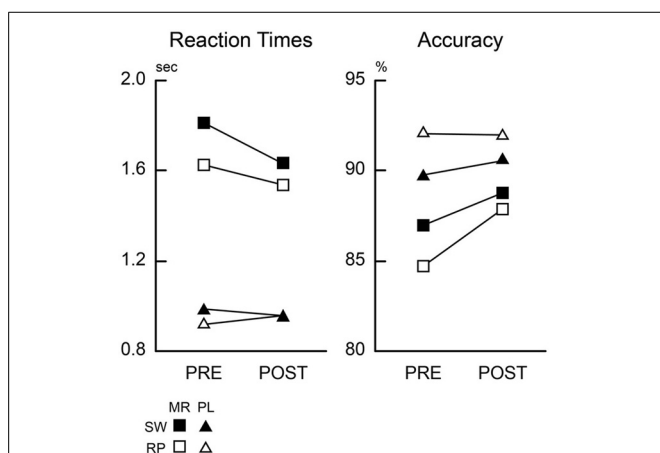 Reaction Times
Accuracy
sec
%
2.0
1.6
1.2
0.8
95
90
85
80
PRE POST
PRE POST
MR PL
SW
RP